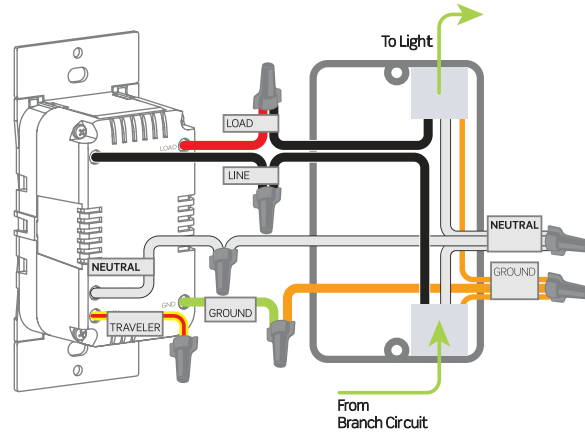 To Light
LOAD
LOAD
LINE
NEUTRAL
NEUTRAL
GROUND
GND
GROUND
TRAVELER
From
Branch Circuit